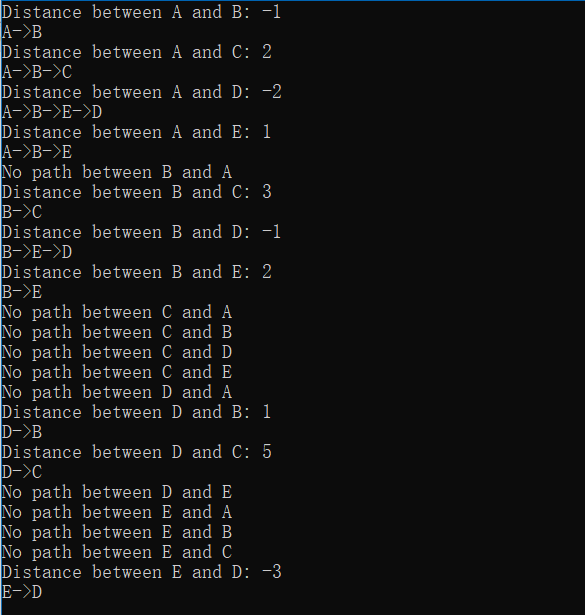 Distance between A and B: -1
A->B
Distance between A and C: 2
A->B->C
Distance between A and D: -2
A->B->E->D
Distance between A and E: 1
A->B->E
No path between B and A
Distance between B and C: 3
B->C
Distance between B and D: -1
B->E->D
Distance between B and E: 2
B->E
No path between C and A
No path between C and B
No path between C and D
No path between C and E
No path between D and A
Distance between D and B: 1
D->B
Distance between D and C: 5
D->C
No path between D and E
No path between E and A
No path between E and B
No path between E and C
Distance between E and D: -3
E->D